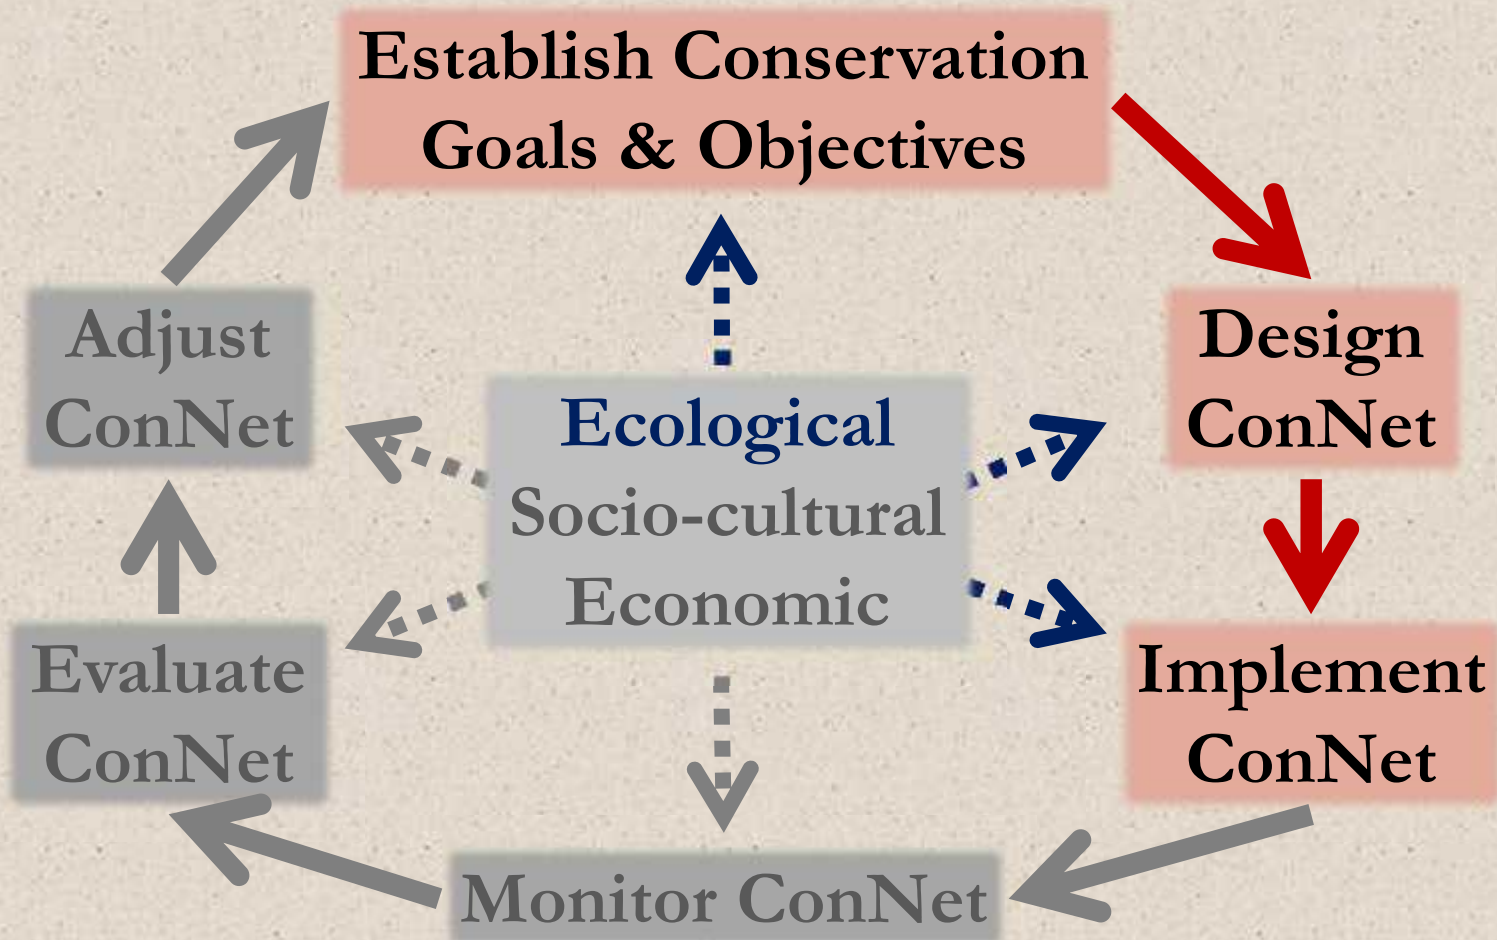 Establish Conservation
Goals & Objectives
Adjust
ConNet
Design
ConNet
Ecological
Socio-cultural
Economic
Evaluate
ConNet
Implement
ConNet
Monitor ConNet